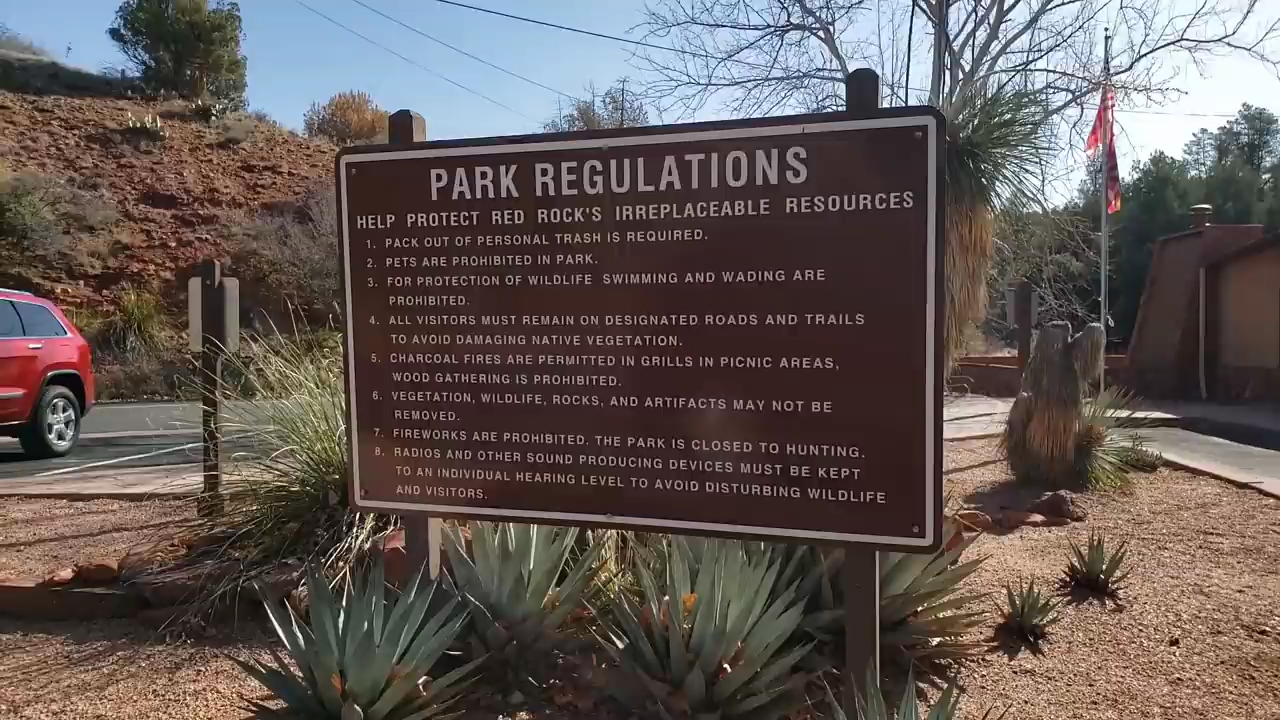 PARK REGULATIONS
HELP PROTECT RED ROCK'S IRREPLACEABLE RESOURCES
1. PACK OUT OF PERSONAL TRASH IS REQUIRED.
2. PETS ARE PROHIBITED IN PARK.
3. FOR PROTECTION OF WILDLIFE SWIMMING AND WADING ARE
PROHIBITED.
4. ALL VISITORS MUST REMAIN ON DESIGNATED ROADS AND TRAILS
TO AVOID DAMAGING NATIVE VEGETATION.
5. CHARCOAL FIRES ARE PERMITTED IN GRILLS IN PICNIC AREAS,
WOOD GATHERING IS PROHIBITED.
6. VEGETATION, WILDLIFE, ROCKS, AND ARTIFACTS MAY NOT BE
REMOVED.
7. FIREWORKS ARE PROHIBITED. THE PARK IS CLOSED TO HUNTING.
8. RADIOS AND OTHER SOUND PRODUCING DEVICES MUST BE KEPT
TO AN INDIVIDUAL HEARING LEVEL TO AVOID DISTURBING WILDLIFE
AND VISITORS.